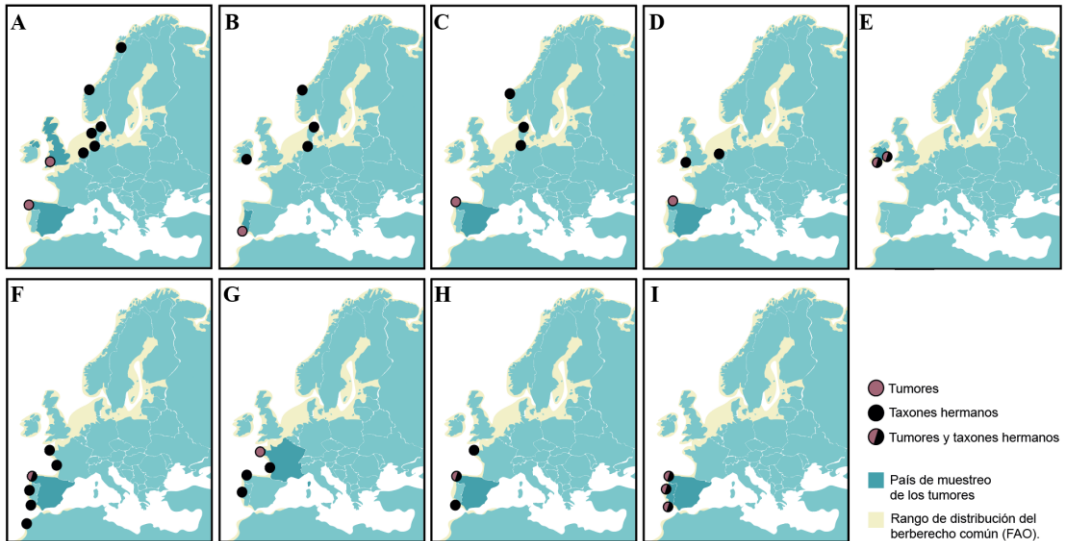 A
B
C
D
E
F
G
H
I
Tumores
Taxones hermanos
Tumores y taxones hermanos
País de muestreo
de los tumores
Rango de distribución del
berberecho común (FAO).